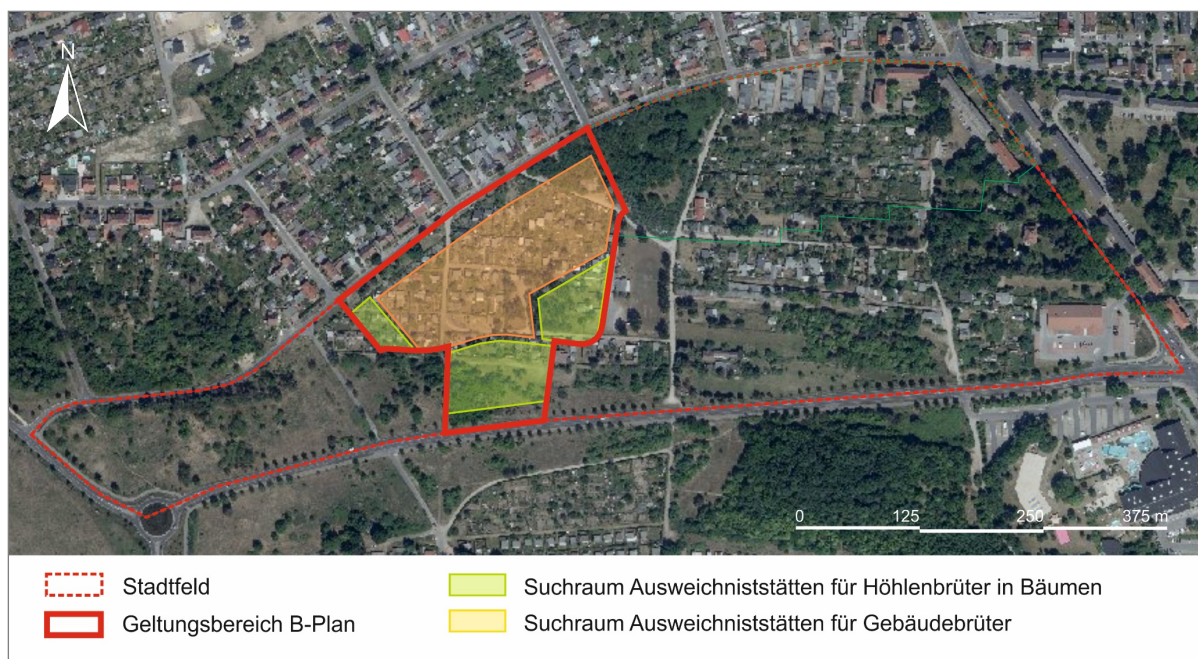 N
0 125 250 375 m
Stadtfeld
Geltungsbereich B-Plan
Suchraum Ausweichniststätten für Höhlenbrüter in Bäumen
Suchraum Ausweichniststätten für Gebäudebrüter